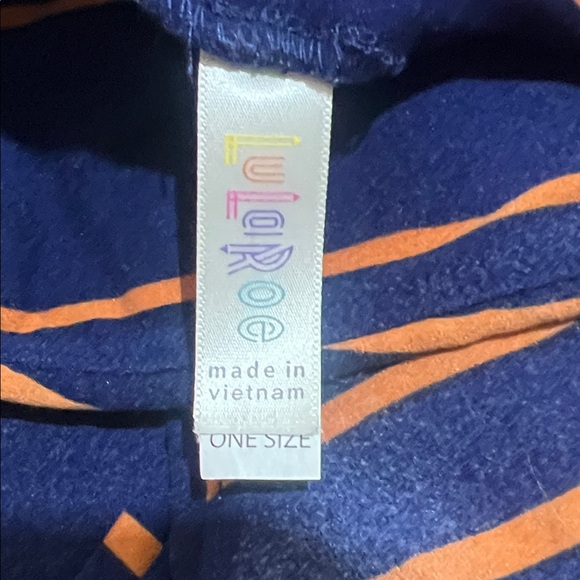 LuLaRoe
made in
vietnam
ONE SIZE